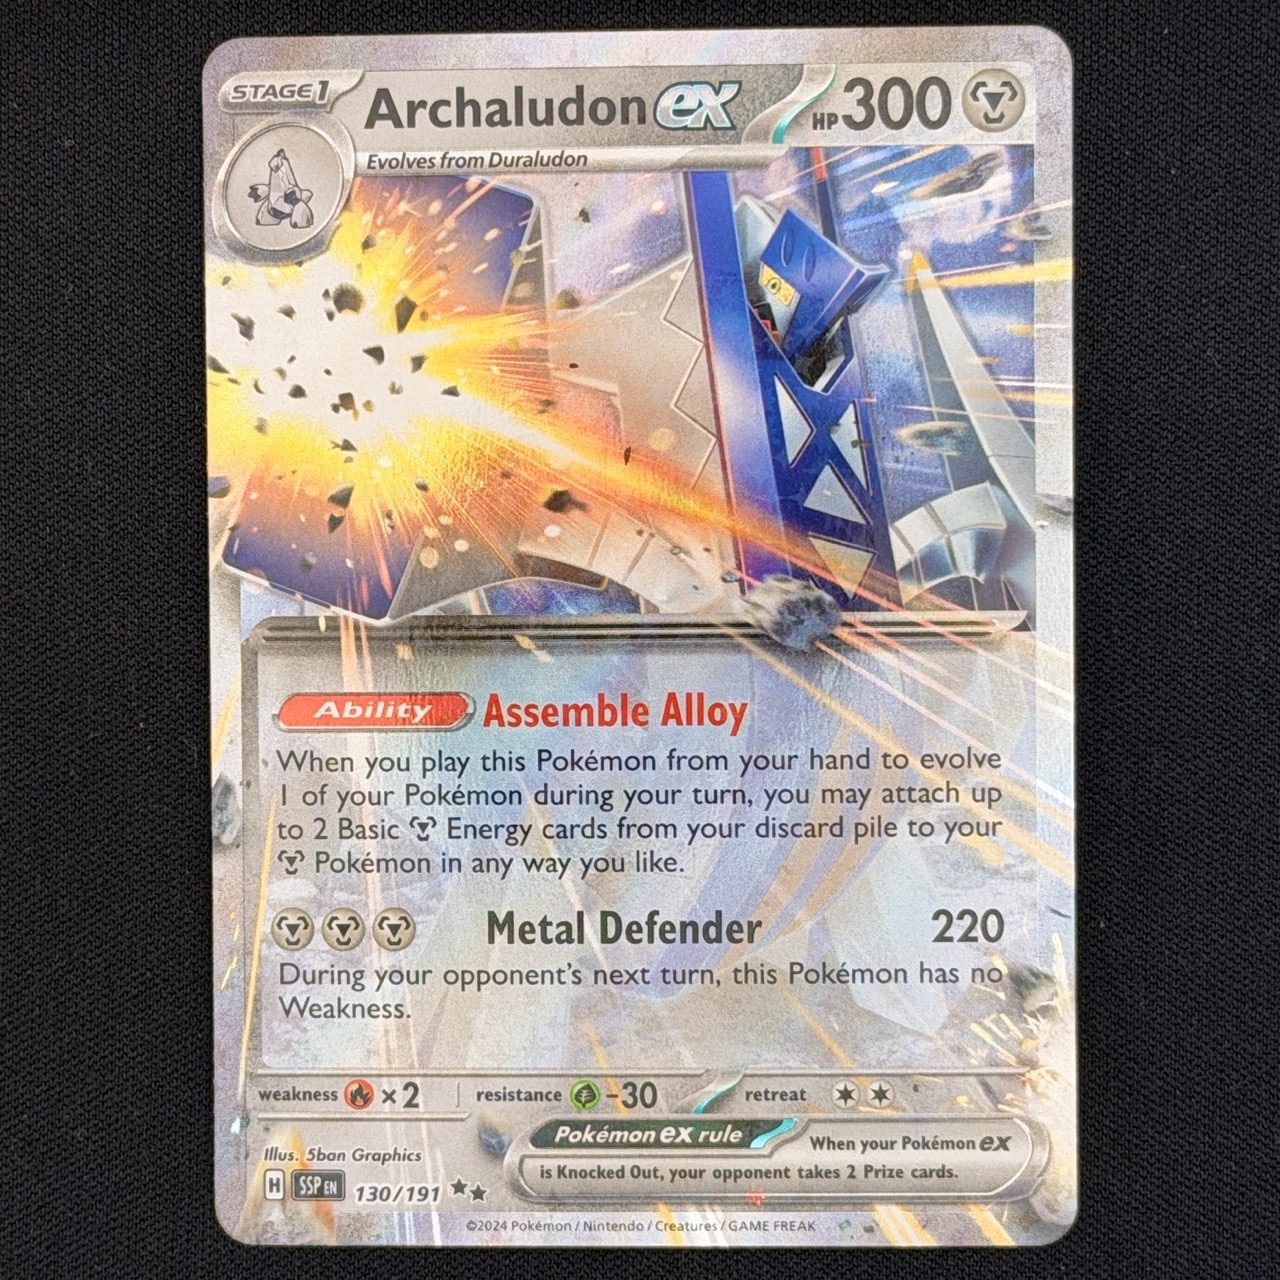 STAGE 1
Archaludon ex
HP 300
Evolves from Duraludon
Ability Assemble Alloy
When you play this Pokémon from your hand to evolve
1 of your Pokémon during your turn, you may attach up
to 2 Basic Energy cards from your discard pile to your
Pokémon in any way you like.
Metal Defender 220
During your opponent's next turn, this Pokémon has no
Weakness.
weakness ×2 resistance -30 retreat
Pokémon ex rule When your Pokémon ex
is Knocked Out, your opponent takes 2 Prize cards.
Illus. 5ban Graphics
H SSP EN 130/191
©2024 Pokémon / Nintendo / Creatures / GAME FREAK